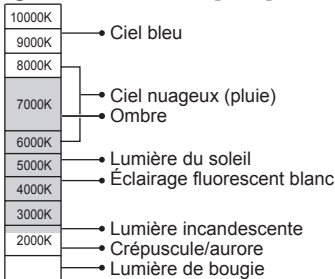 10000K
Ciel bleu
9000K
8000K
Ciel nuageux (pluie)
7000K
Ombre
6000K
Lumière du soleil
5000K
Éclairage fluorescent blanc
4000K
3000K
Lumière incandescente
2000K
Crépuscule/aurore
Lumière de bougie